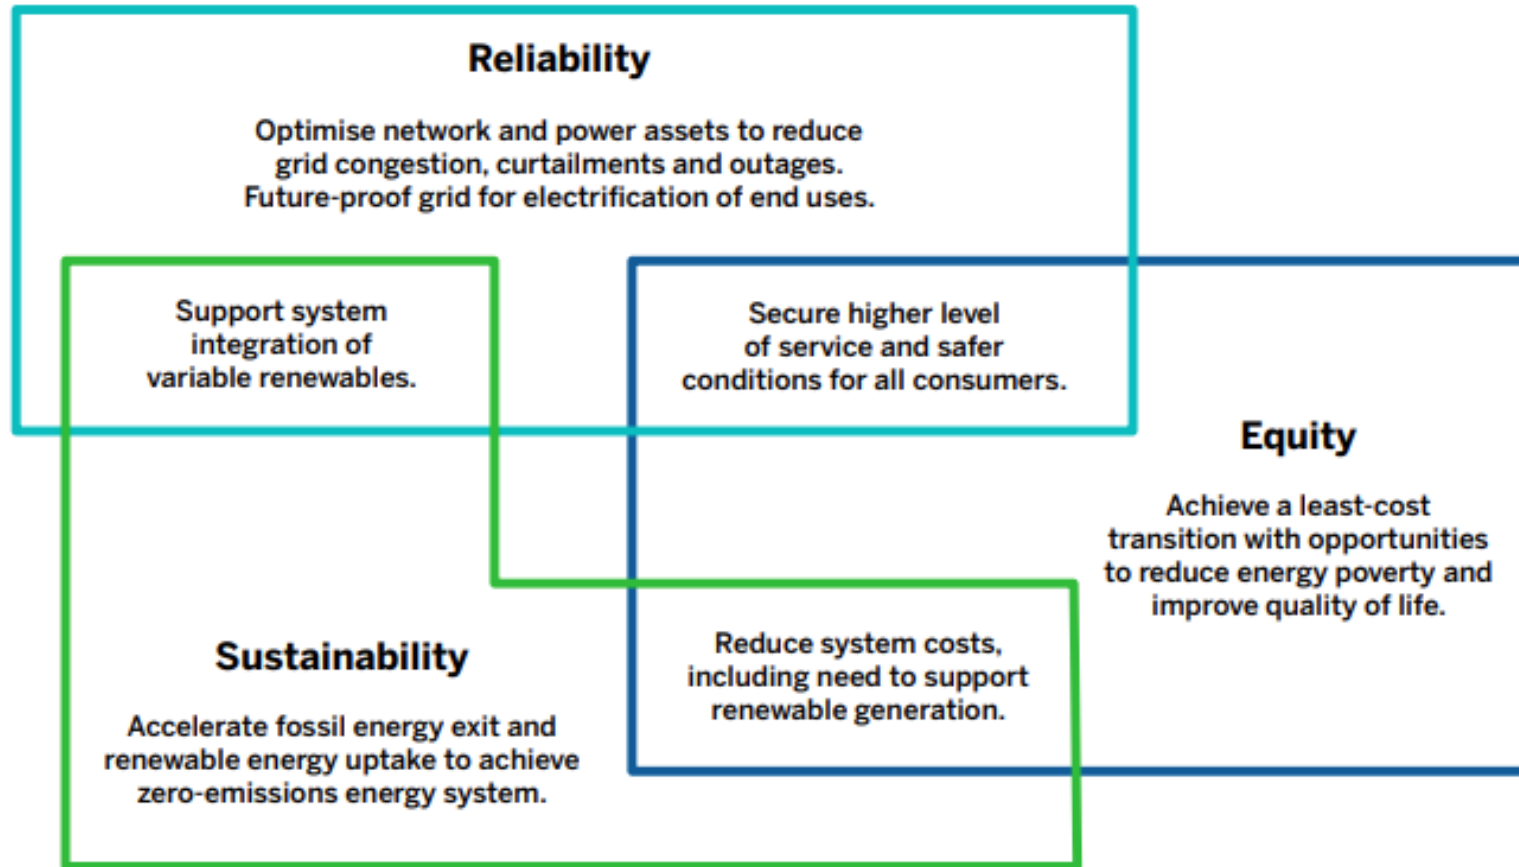 Reliability
Optimise network and power assets to reduce
grid congestion, curtailments and outages.
Future-proof grid for electrification of end uses.
Support system
integration of
variable renewables.
Secure higher level
of service and safer
conditions for all consumers.
Equity
Achieve a least-cost
transition with opportunities
to reduce energy poverty and
improve quality of life.
Sustainability
Accelerate fossil energy exit and
renewable energy uptake to achieve
zero-emissions energy system.
Reduce system costs,
including need to support
renewable generation.